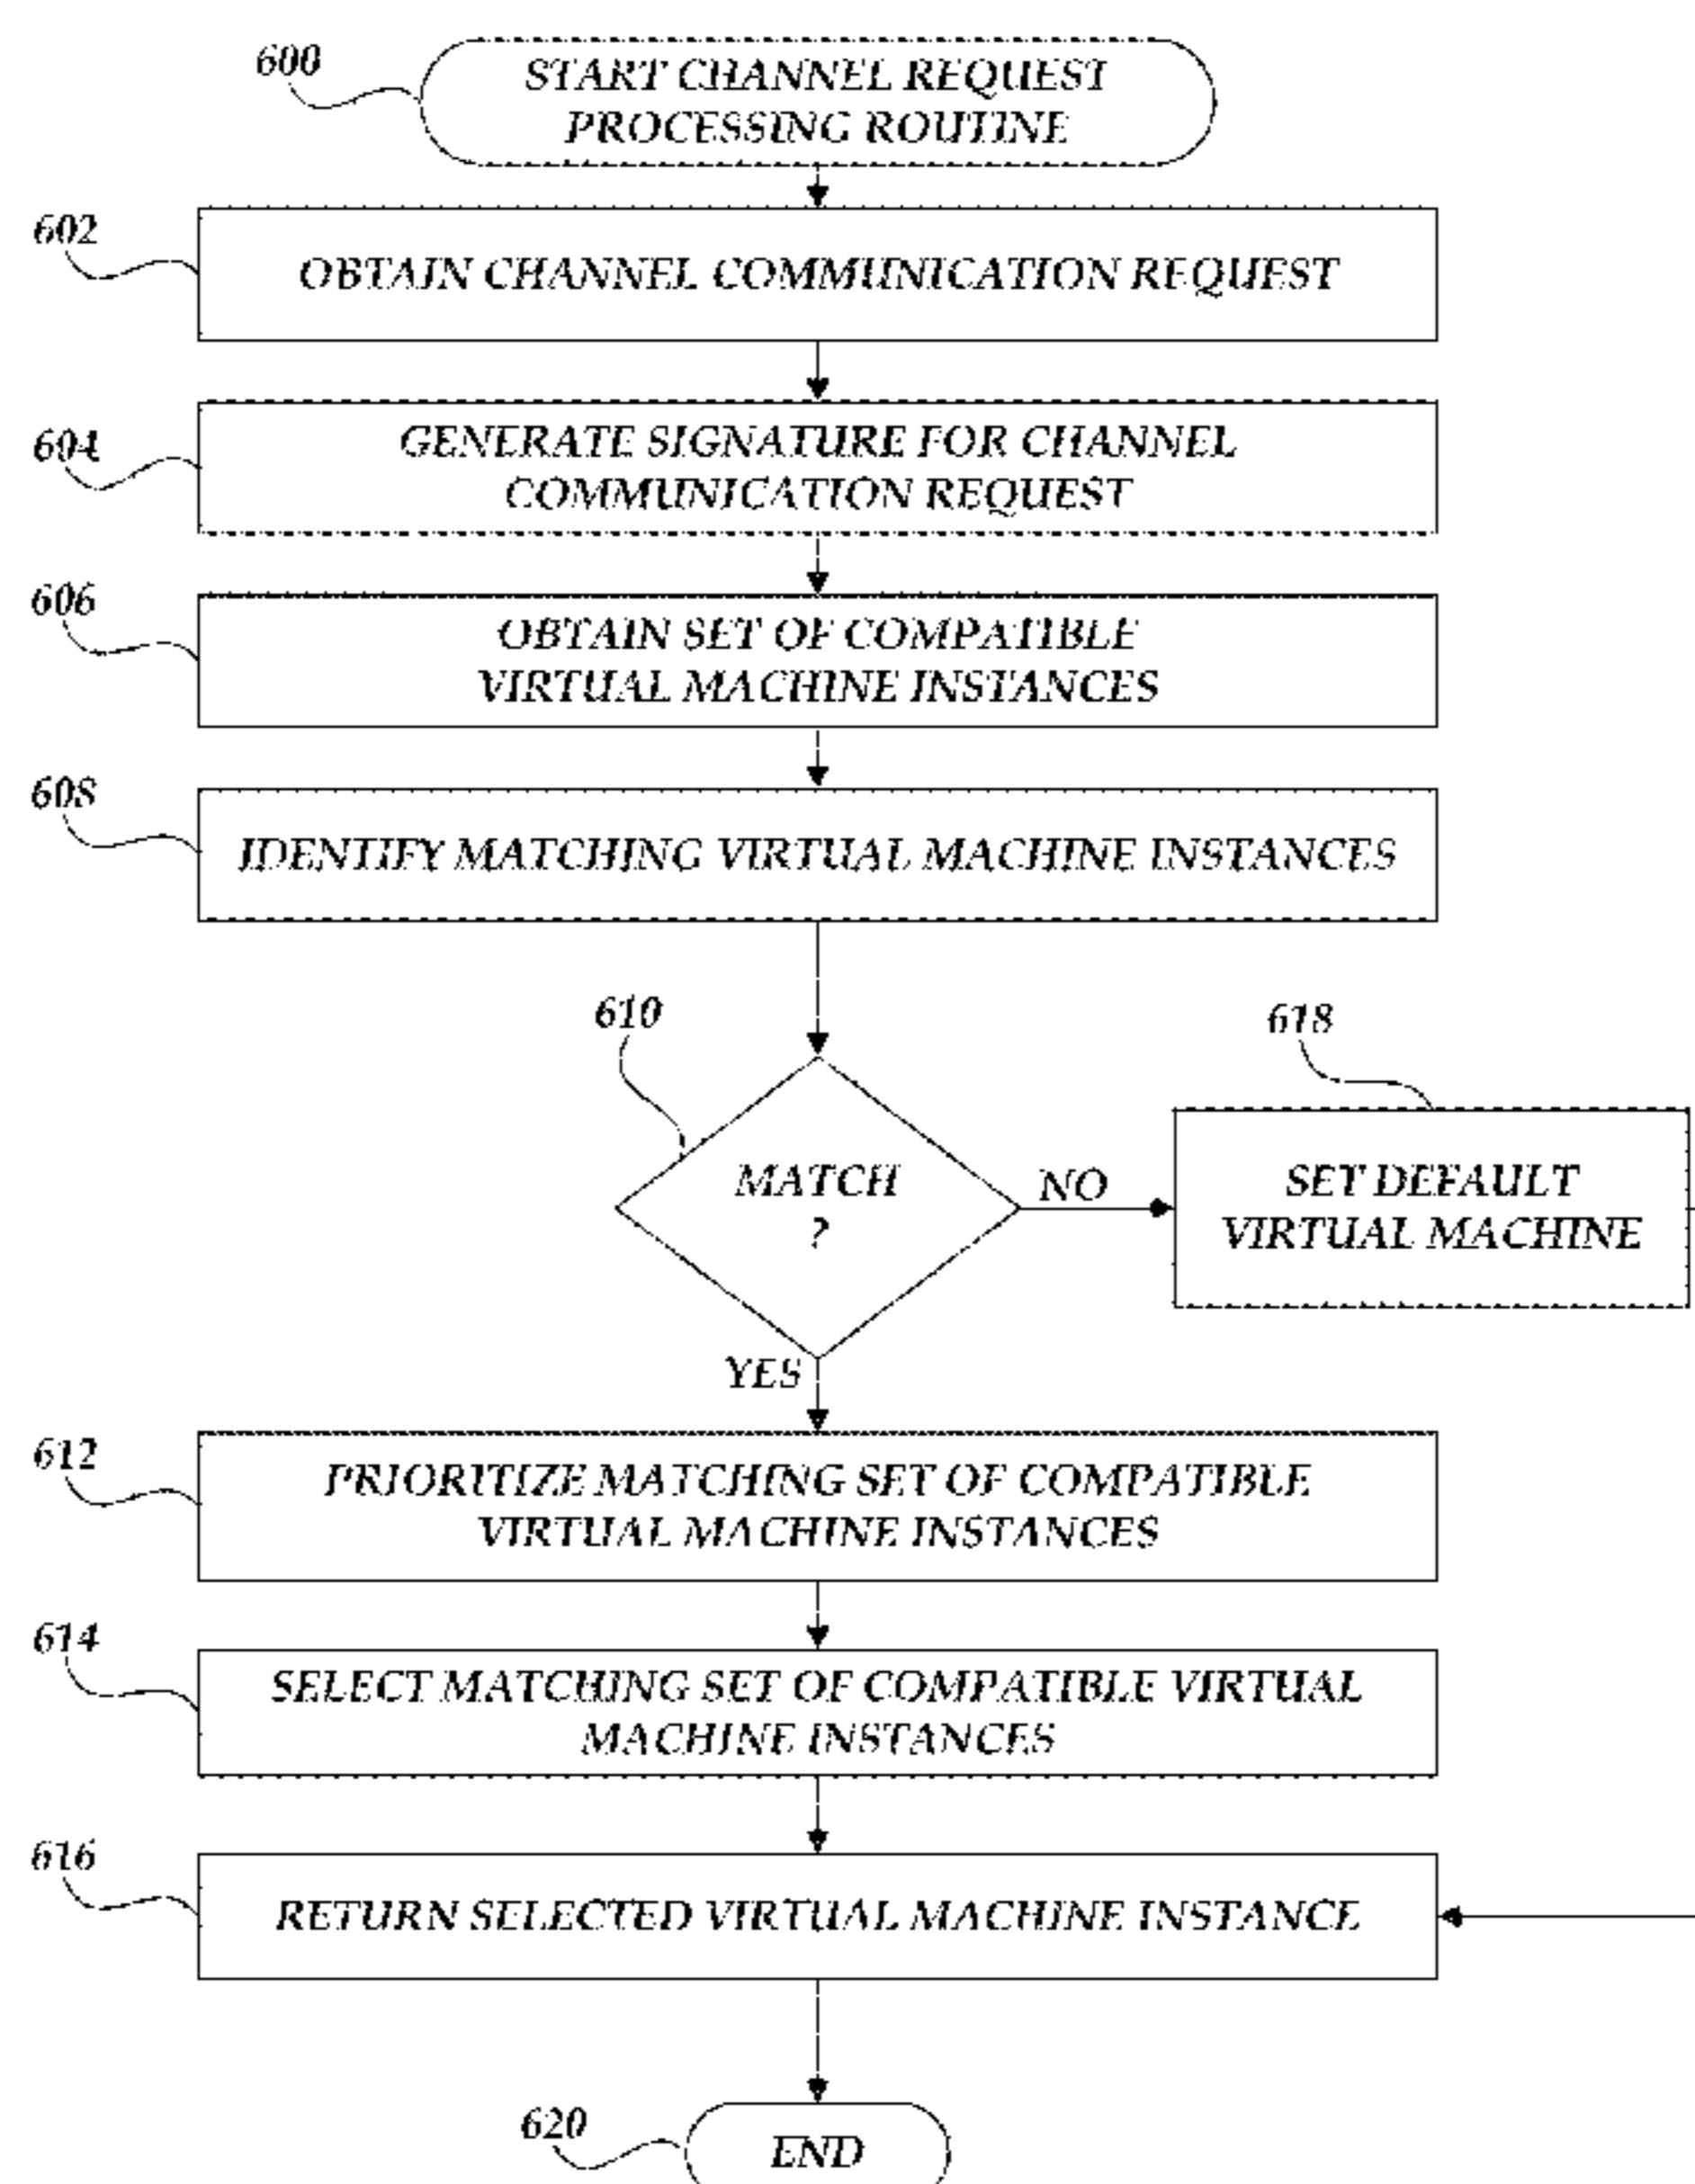 600
START CHANNEL REQUEST
PROCESSING ROUTINE
602
OBTAIN CHANNEL COMMUNICATION REQUEST
604
GENERATE SIGNATURE FOR CHANNEL
COMMUNICATION REQUEST
606
OBTAIN SET OF COMPATIBLE
VIRTUAL MACHINE INSTANCES
608
IDENTIFY MATCHING VIRTUAL MACHINE INSTANCES
610
618
MATCH
?
NO
SET DEFAULT
VIRTUAL MACHINE
YES
612
PRIORITIZE MATCHING SET OF COMPATIBLE
VIRTUAL MACHINE INSTANCES
614
SELECT MATCHING SET OF COMPATIBLE VIRTUAL
MACHINE INSTANCES
616
RETURN SELECTED VIRTUAL MACHINE INSTANCE
620
END